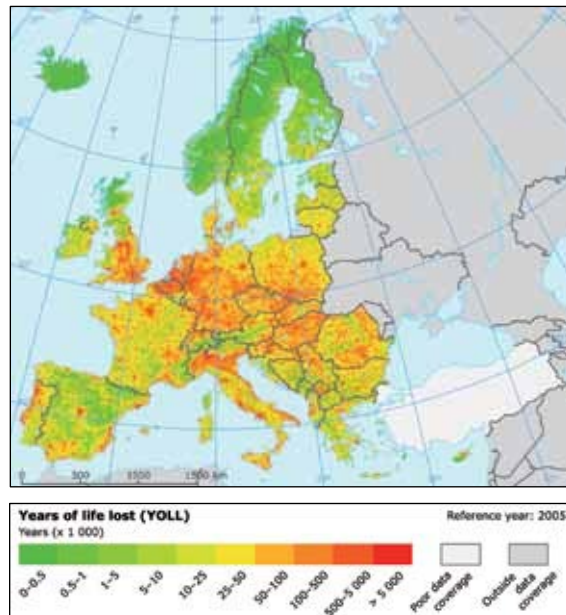 0 500 1000 1500 km
Years of life lost (YOLL) Reference year: 2005
Years (x 1 000)
0–0.5
0.5–1
1–5
5–10
10–25
25–50
50–100
100–500
500–5 000
> 5 000
Poor data
coverage
Outside
data
coverage